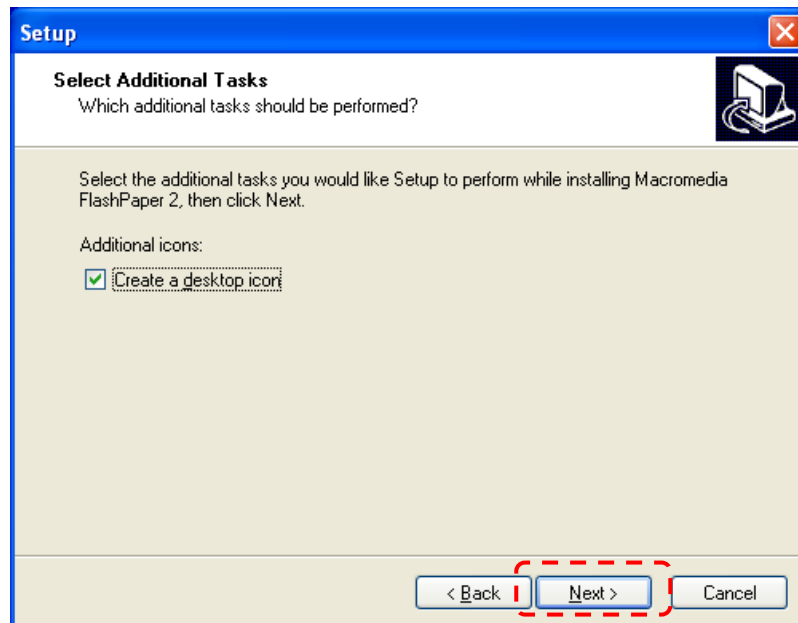 Setup
Select Additional Tasks
Which additional tasks should be performed?
Select the additional tasks you would like Setup to perform while installing Macromedia
FlashPaper 2, then click Next.
Additional icons:
Create a desktop icon
< Back Next > Cancel